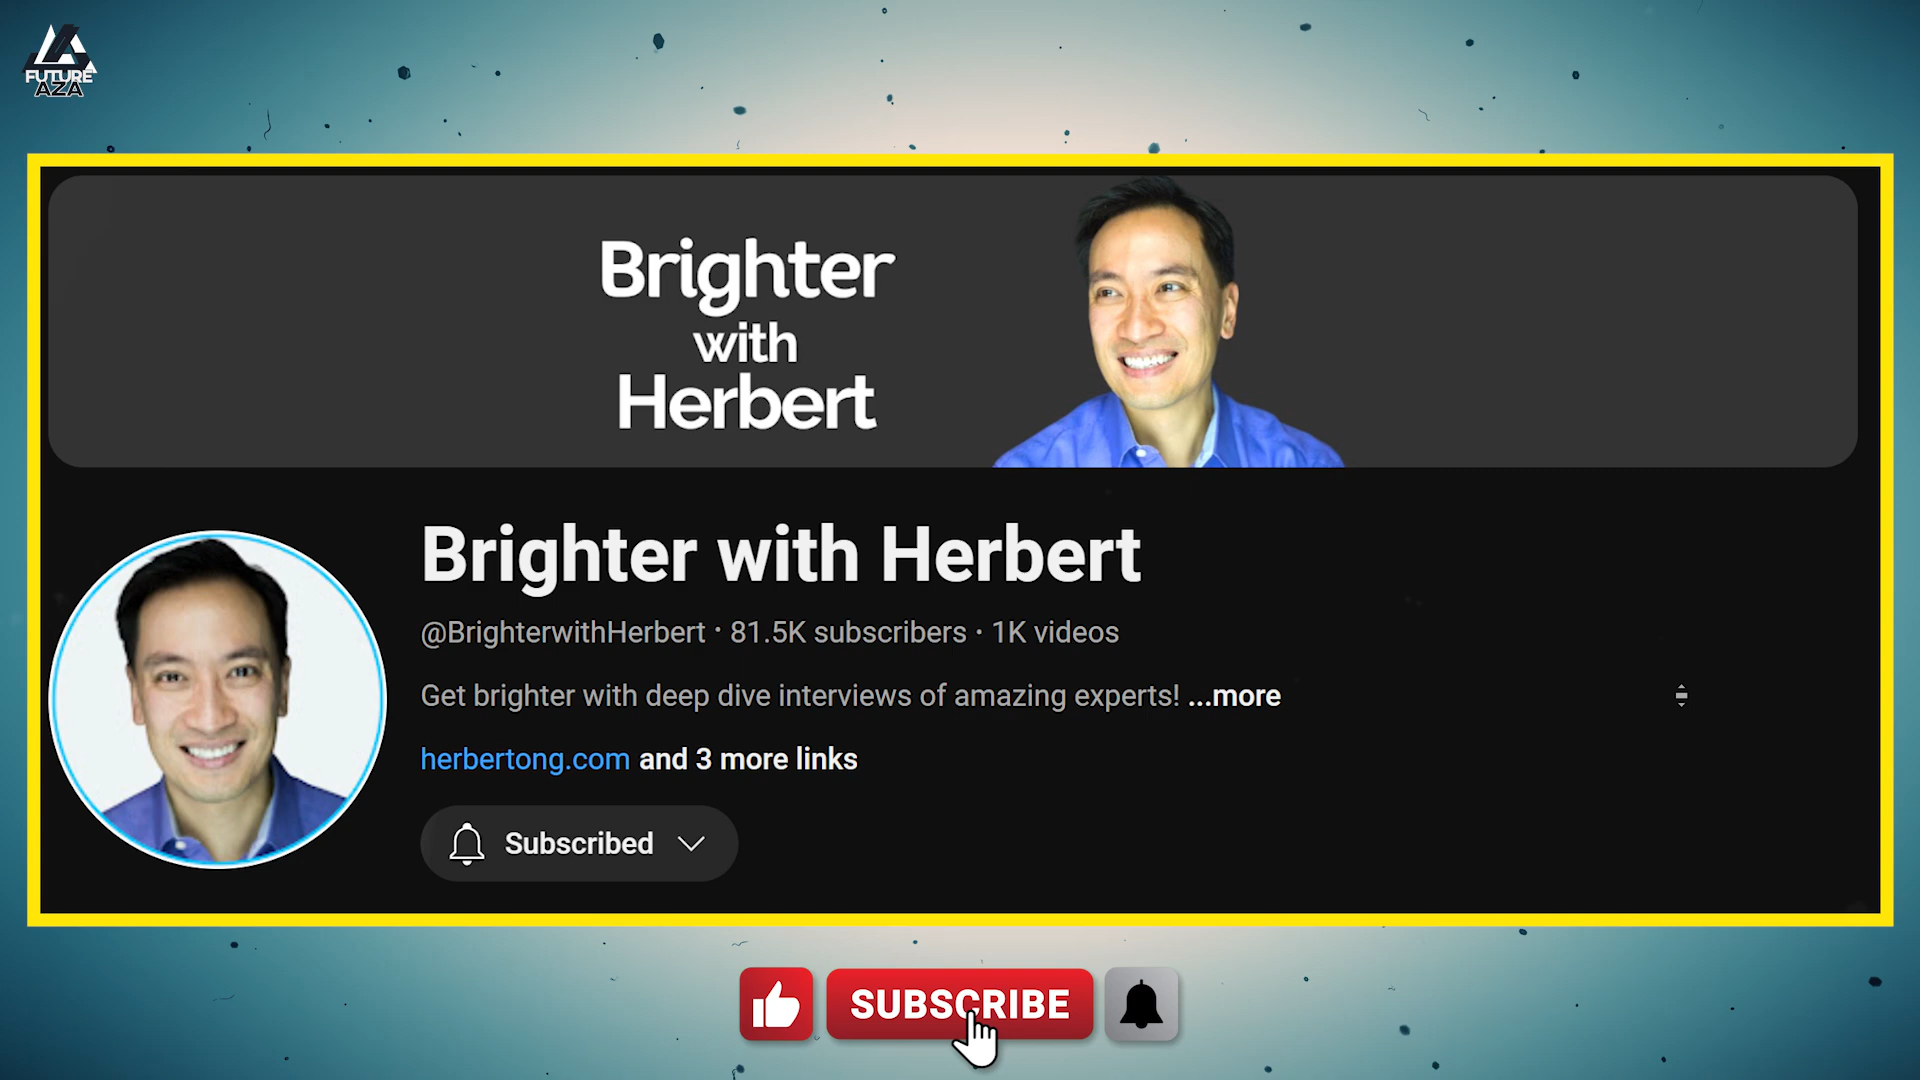 FUTURE
AZA
Brighter
with
Herbert
Brighter with Herbert
@BrighterwithHerbert · 81.5K subscribers · 1K videos
Get brighter with deep dive interviews of amazing experts! ...more
herbertong.com and 3 more links
Subscribed
SUBSCRIBE